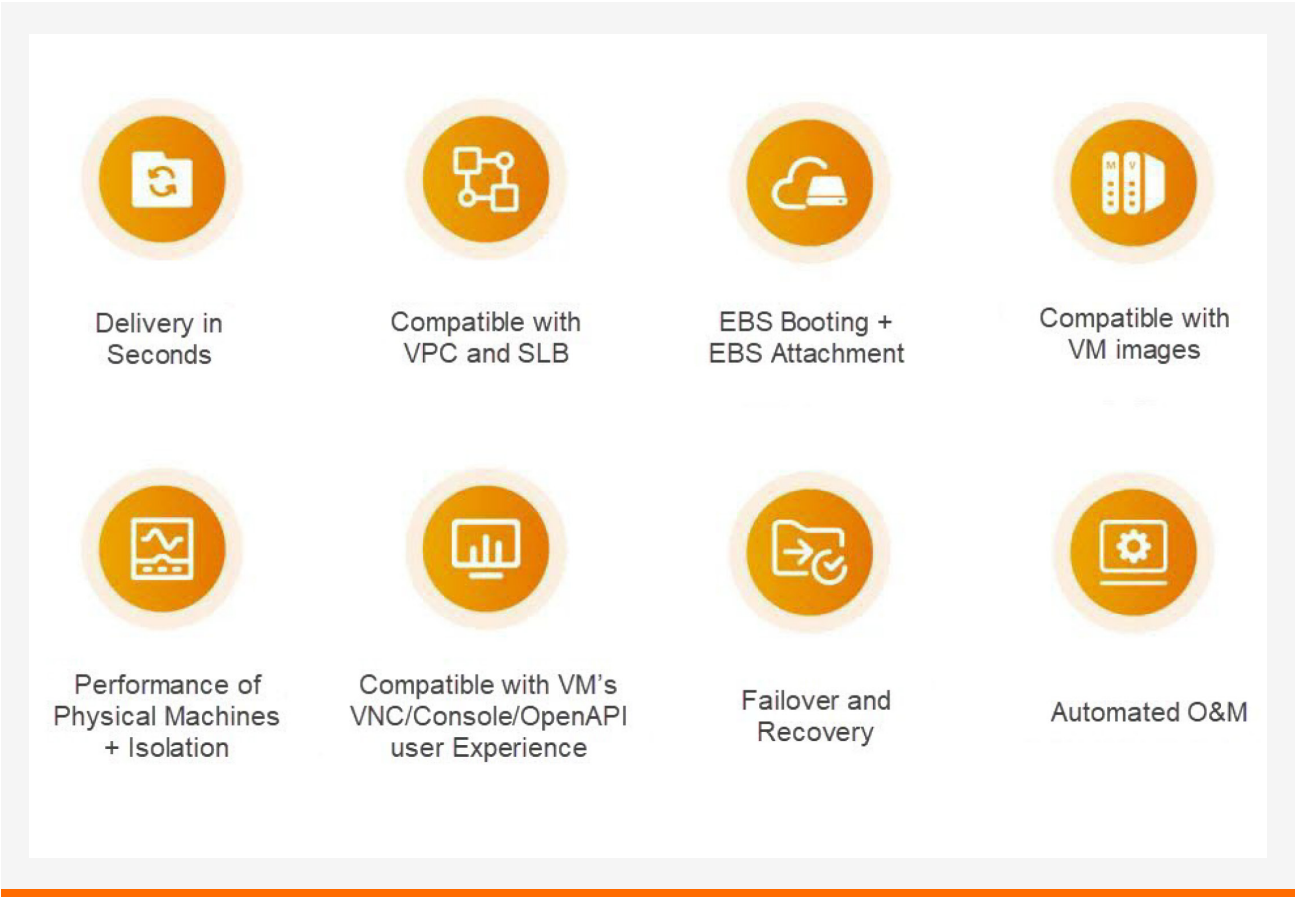 M V
Delivery in
Seconds
Compatible with
VPC and SLB
EBS Booting +
EBS Attachment
Compatible with
VM images
Performance of
Physical Machines
+ Isolation
Compatible with VM’s
VNC/Console/OpenAPI
user Experience
Failover and
Recovery
Automated O&M